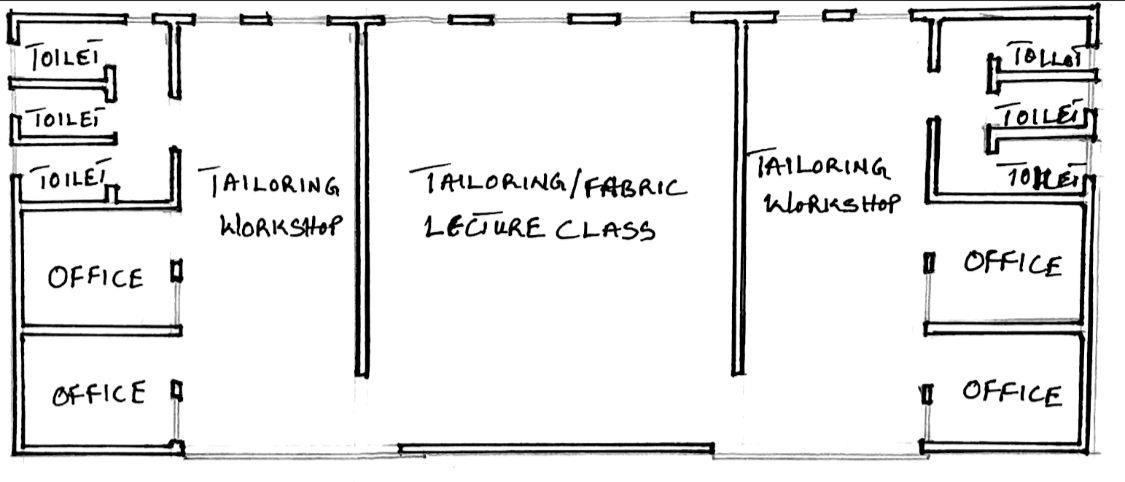 TOILET
TOILET
TOILET
OFFICE
OFFICE
TAILORING
WORKSHOP
TAILORING/FABRIC
LECTURE CLASS
TAILORING
WORKSHOP
TOILET
TOILET
TOILET
OFFICE
OFFICE